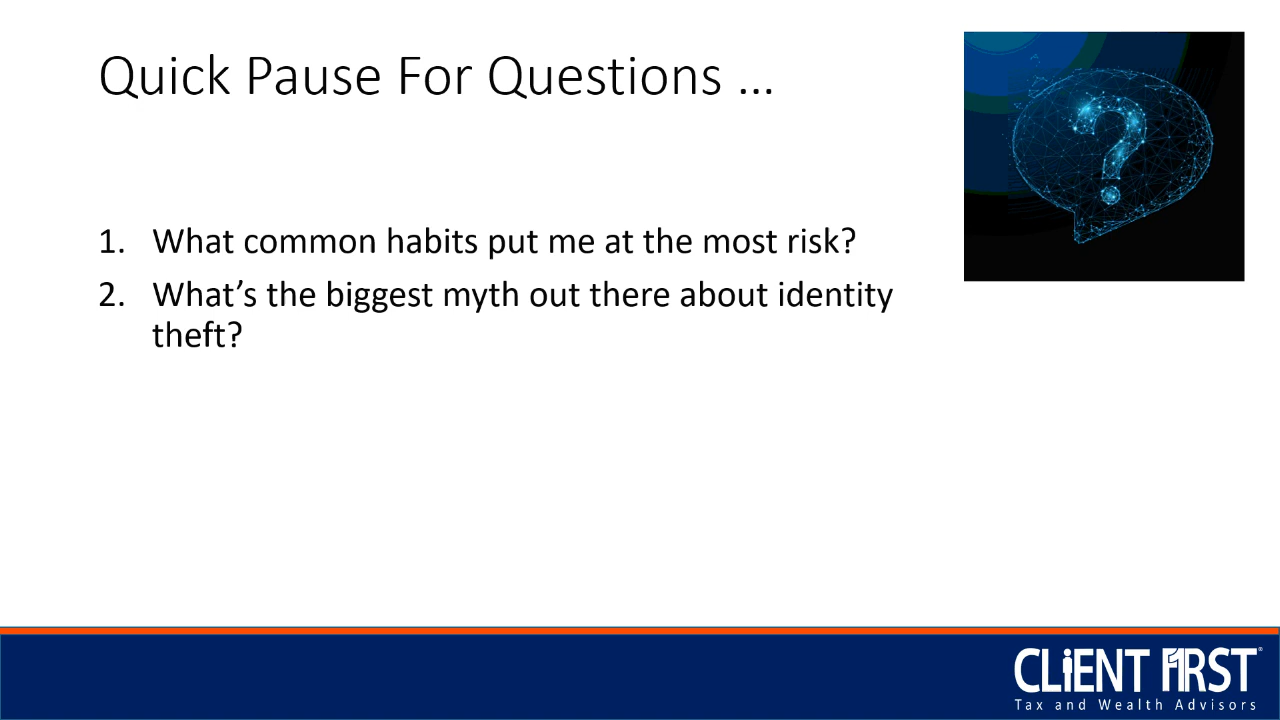 Quick Pause For Questions …
1. What common habits put me at the most risk?
2. What’s the biggest myth out there about identity
theft?
CLiENT FIRST®
Tax and Wealth Advisors